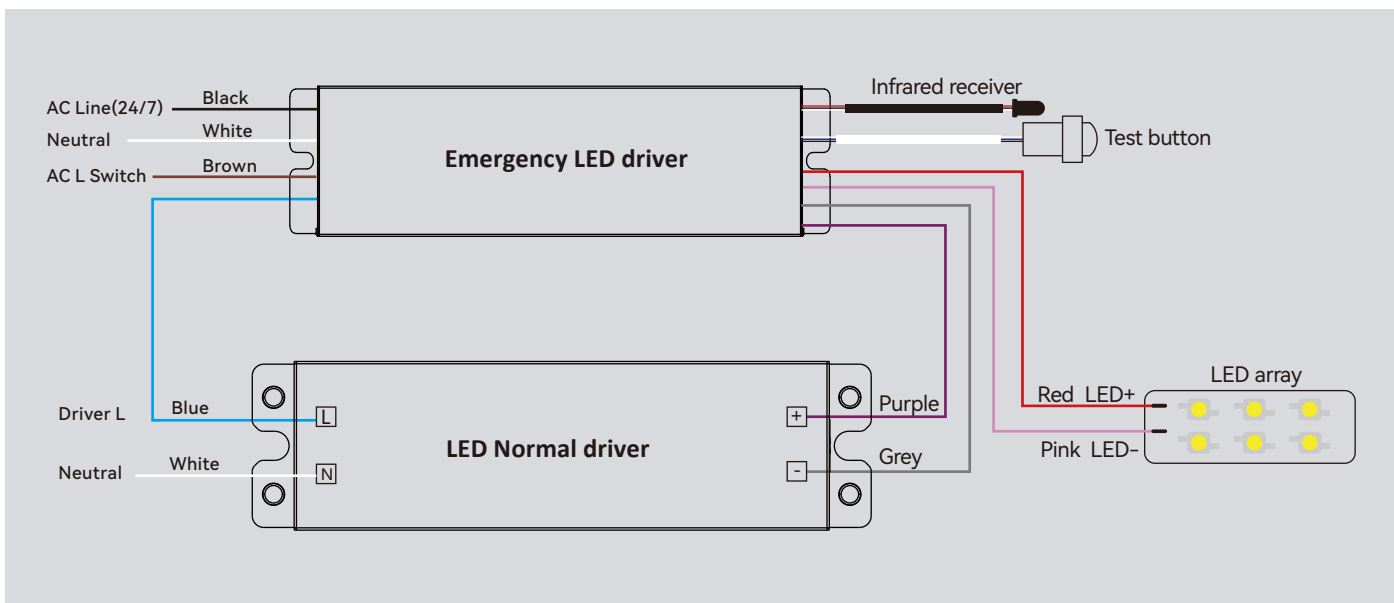 AC Line(24/7)
Black
Neutral
White
AC L Switch
Brown
Emergency LED driver
Infrared receiver
Test button
Driver L
Blue
L
Neutral
White
N
LED Normal driver
+
Purple
-
Grey
LED array
Red LED+
Pink LED-